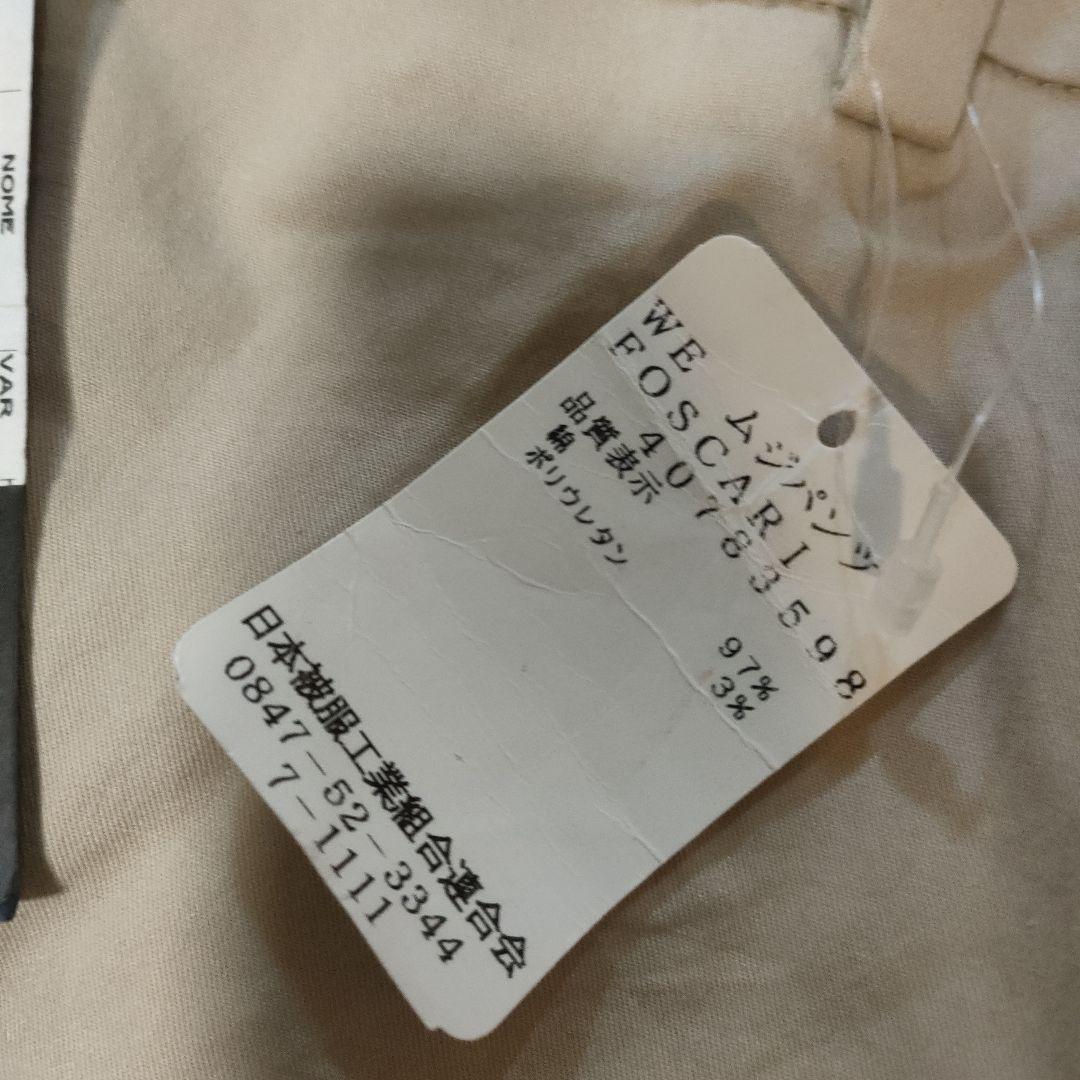 NOME
VAR
WE ムジパンツ
FOSCARI
40783598
品質表示
綿 97%
ポリウレタン 3%
日本被服工業組合連合会
0847-52-3344
7-1111